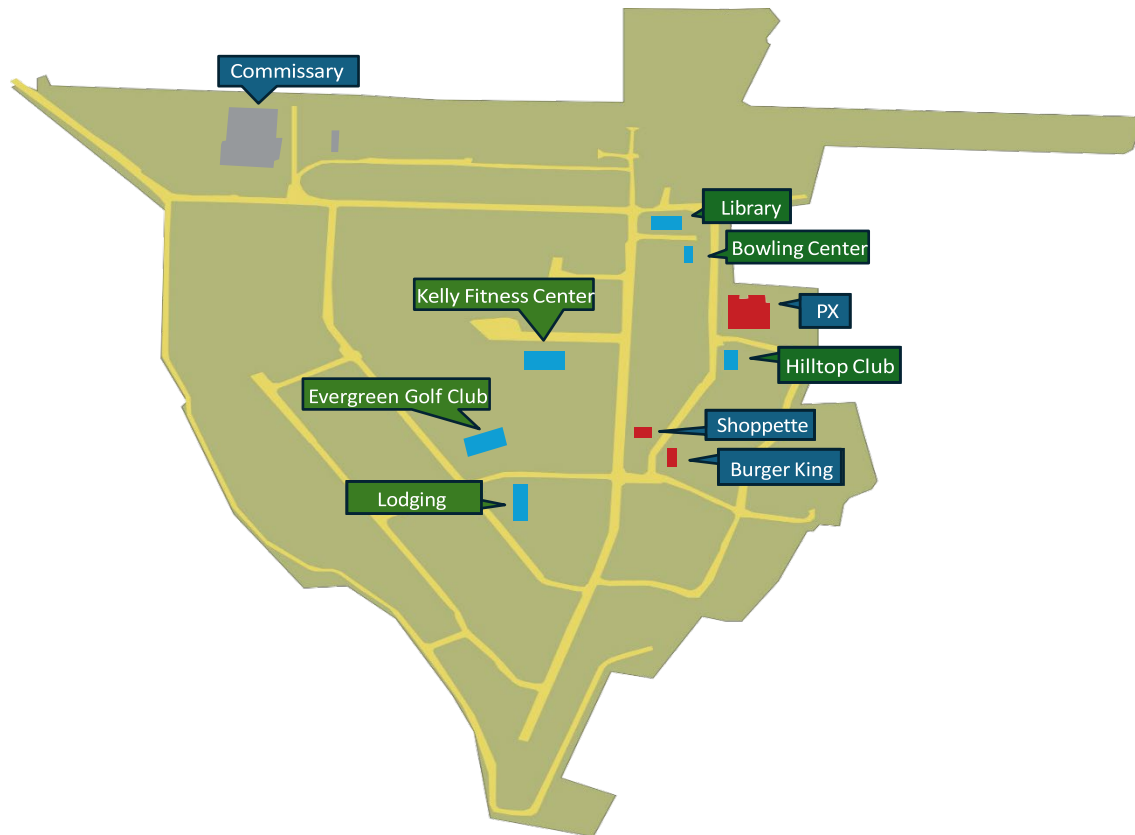 Commissary
Library
Bowling Center
Kelly Fitness Center
PX
Hilltop Club
Evergreen Golf Club
Shoppette
Burger King
Lodging